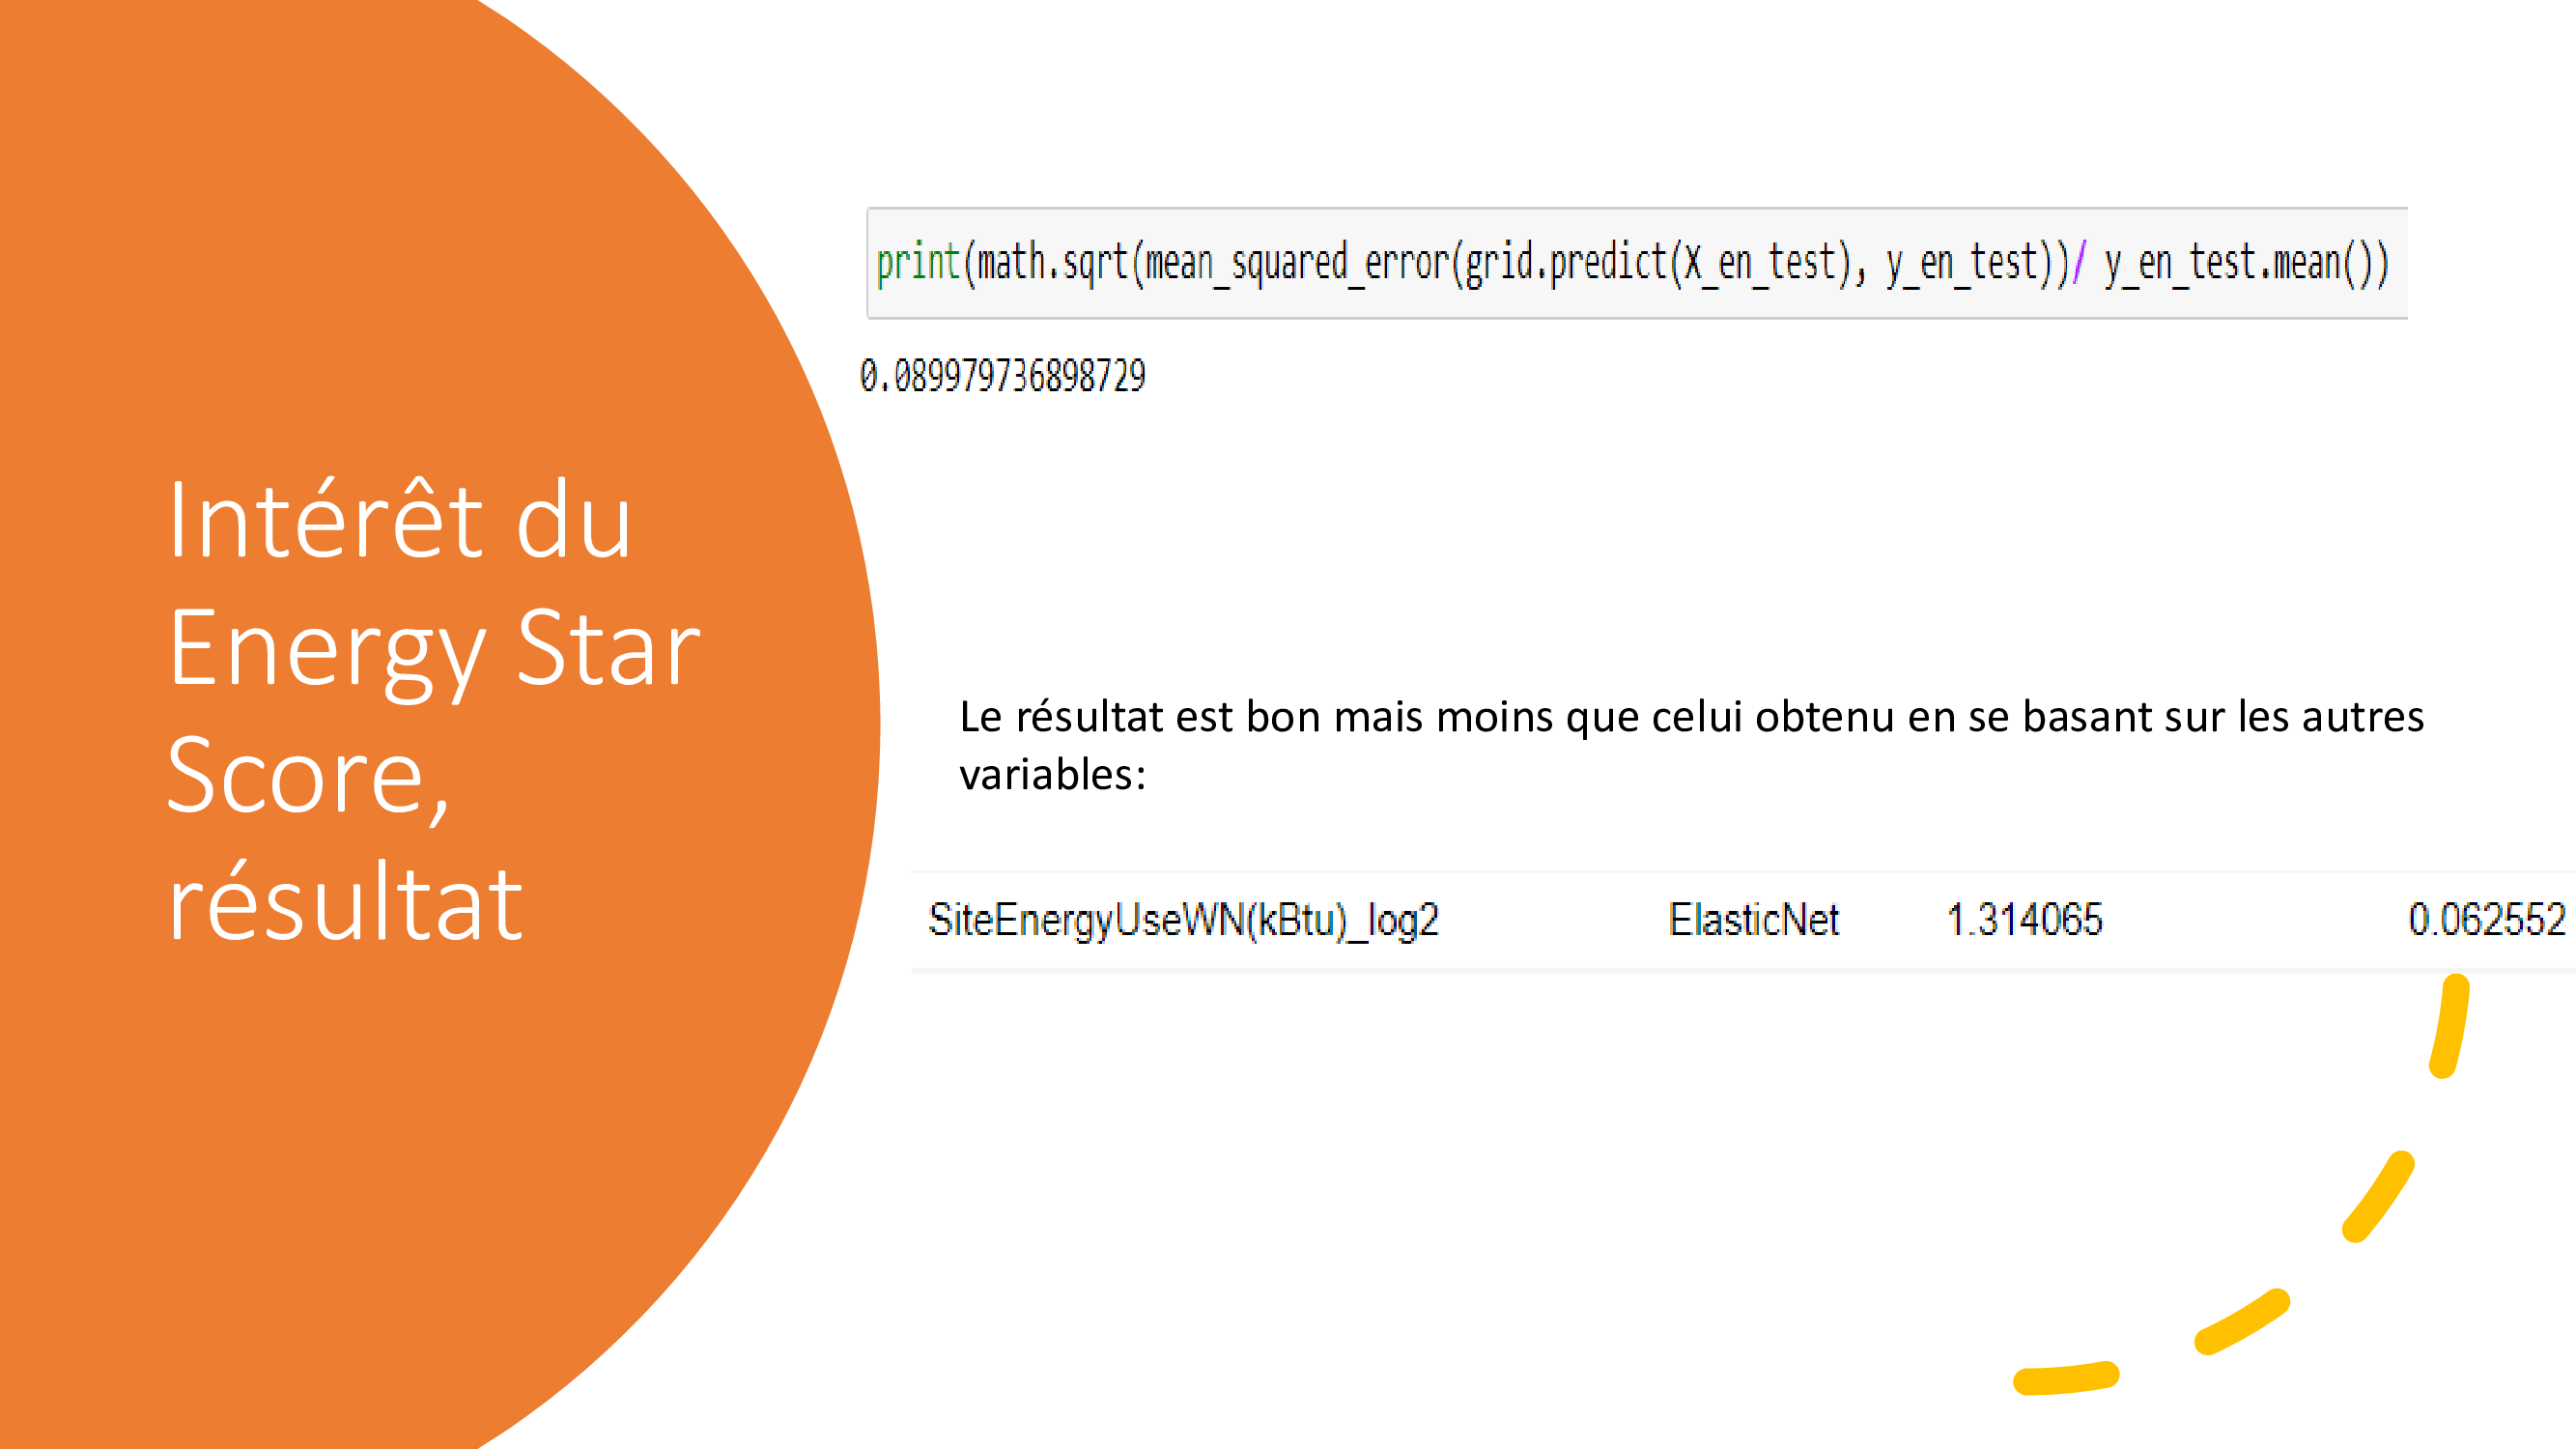 Intérêt du
Energy Star
Score,
résultat
print(math.sqrt(mean_squared_error(grid.predict(X_en_test), y_en_test))/ y_en_test.mean())
0.089979736898729
Le résultat est bon mais moins que celui obtenu en se basant sur les autres
variables:
SiteEnergyUseWN(kBtu)_log2 ElasticNet 1.314065 0.062552